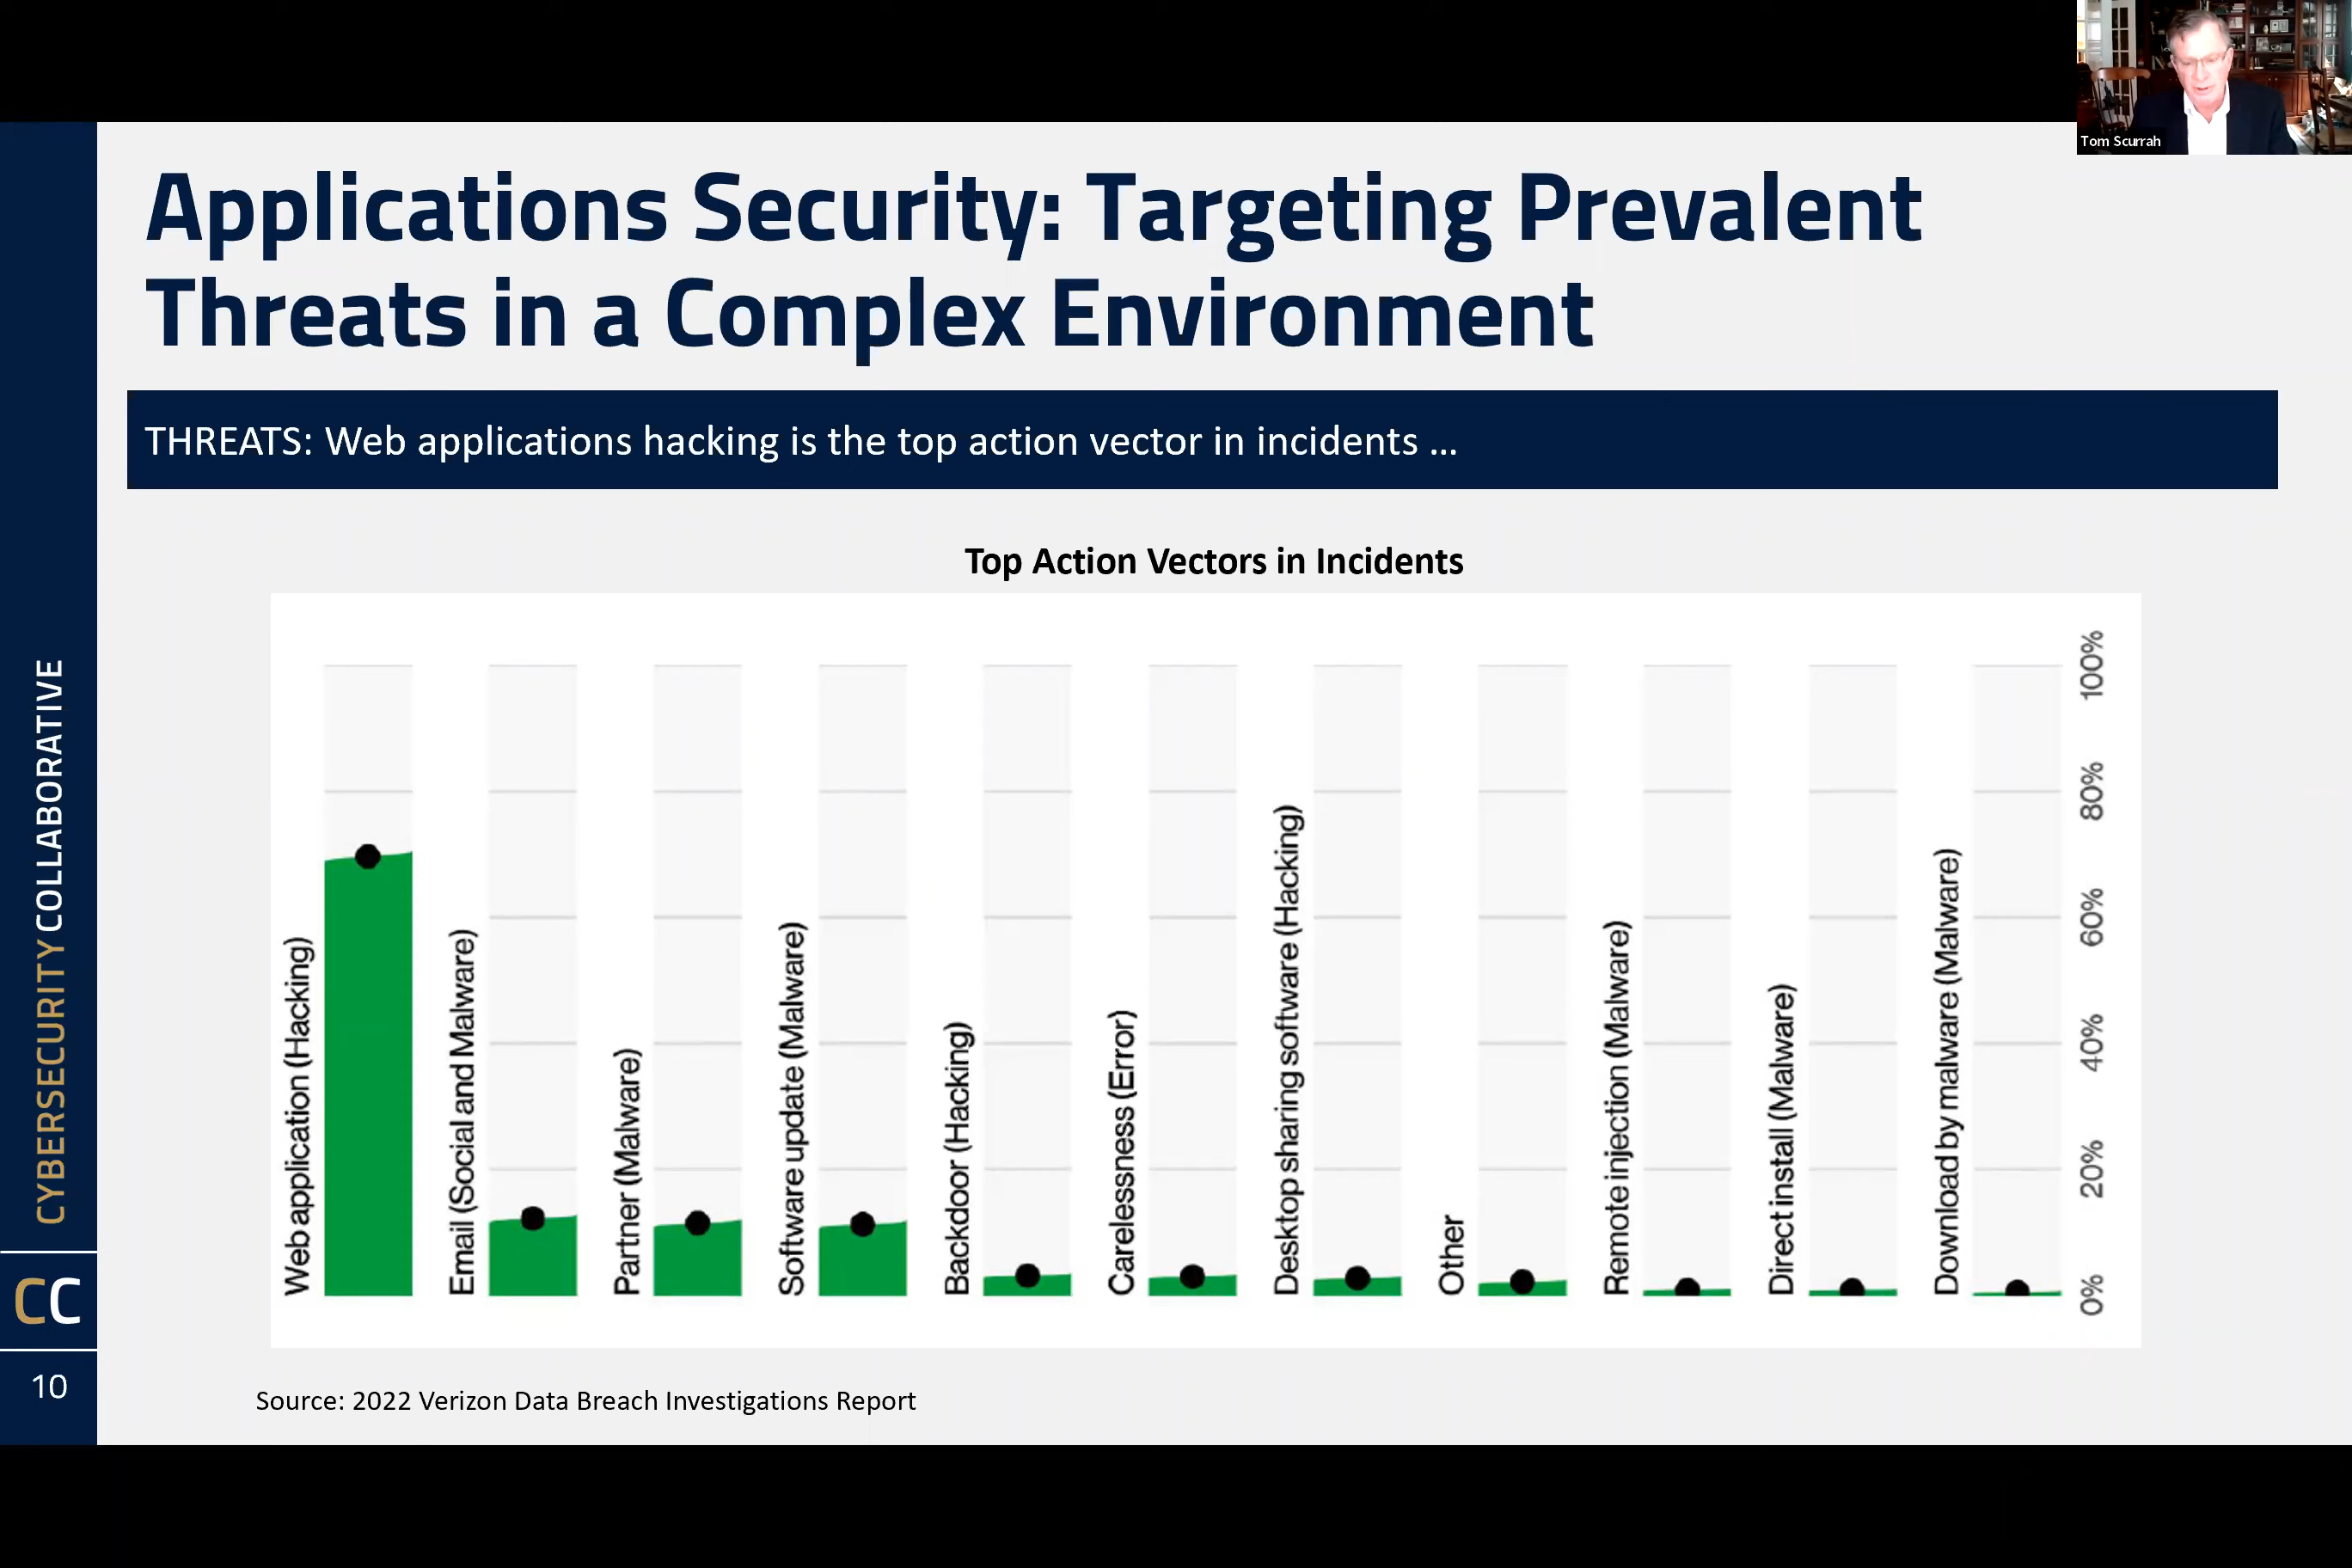 Tom Scurrah
Applications Security: Targeting Prevalent
Threats in a Complex Environment
THREATS: Web applications hacking is the top action vector in incidents ...
Top Action Vectors in Incidents
Web application (Hacking)
Email (Social and Malware)
Partner (Malware)
Software update (Malware)
Backdoor (Hacking)
Carelessness (Error)
Desktop sharing software (Hacking)
Other
Remote injection (Malware)
Direct install (Malware)
Download by malware (Malware)
100%
80%
60%
40%
20%
0%
Source: 2022 Verizon Data Breach Investigations Report
CYBERSECURITY COLLABORATIVE
CC
10